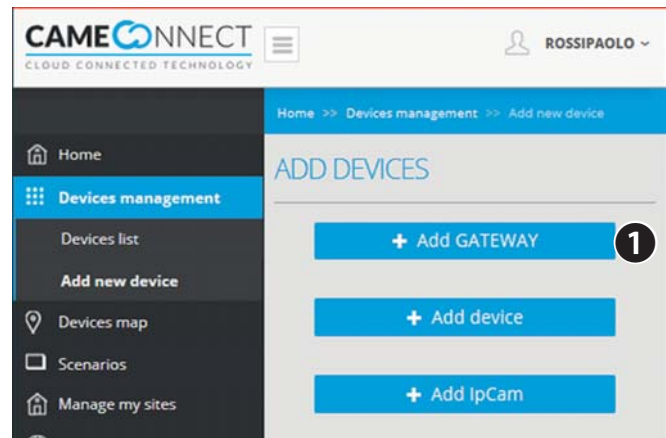 CAMECONNECT
CLOUD CONNECTED TECHNOLOGY
ROSSIPAOLO
Home >> Devices management >> Add new device
Home
Devices management
Devices list
Add new device
Devices map
Scenarios
Manage my sites
ADD DEVICES
+ Add GATEWAY
1
+ Add device
+ Add IpCam